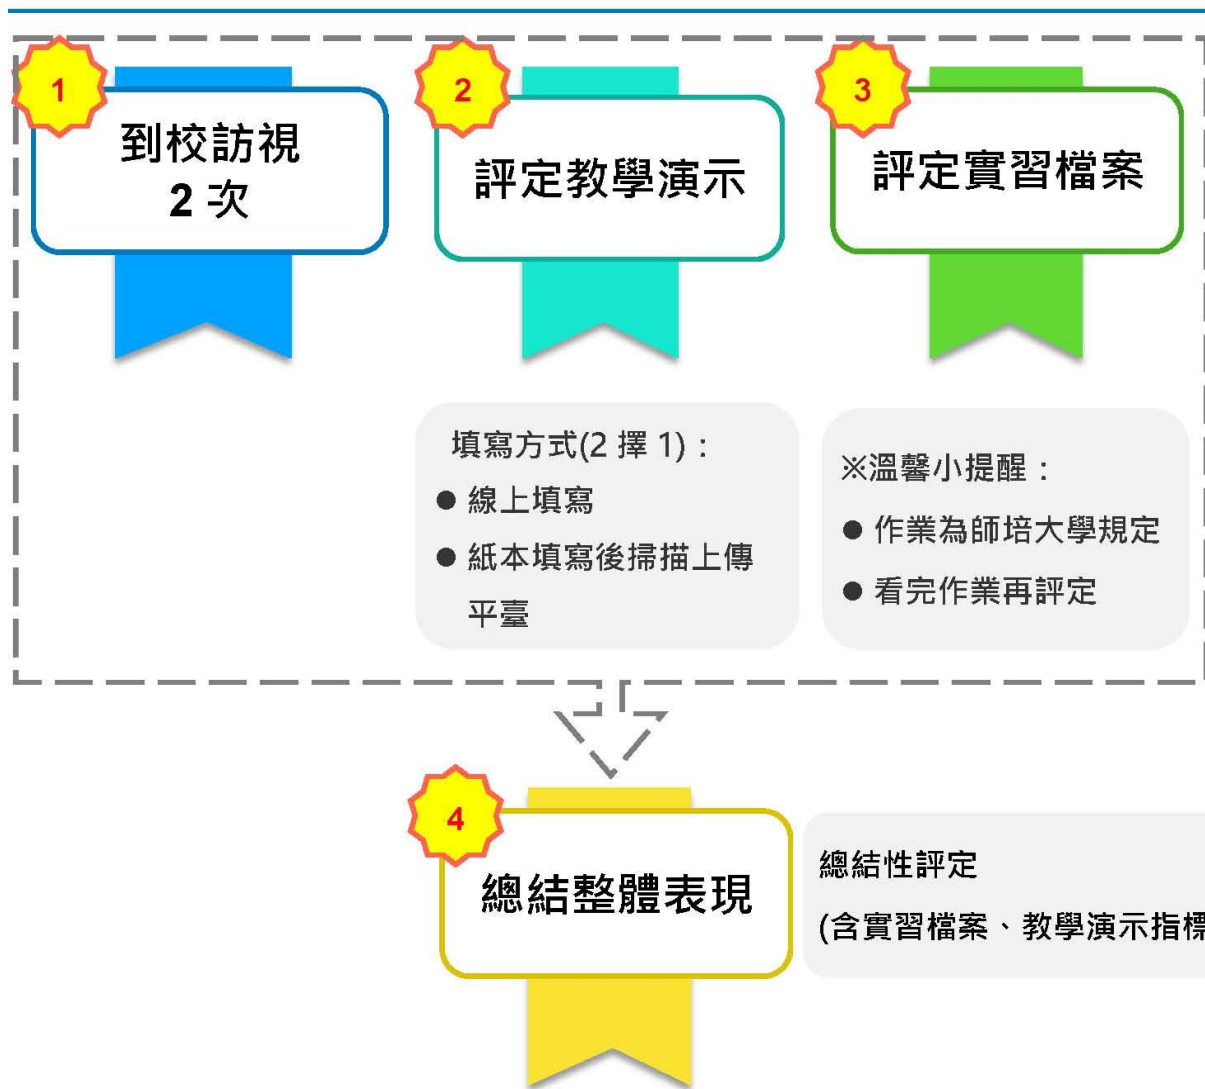 1
到校訪視
2 次
2
評定教學演示
3
評定實習檔案
填寫方式(2 擇 1)：
● 線上填寫
● 紙本填寫後掃描上傳
平臺
※溫馨小提醒：
● 作業為師培大學規定
● 看完作業再評定
4
總結整體表現
總結性評定
(含實習檔案、教學演示指標